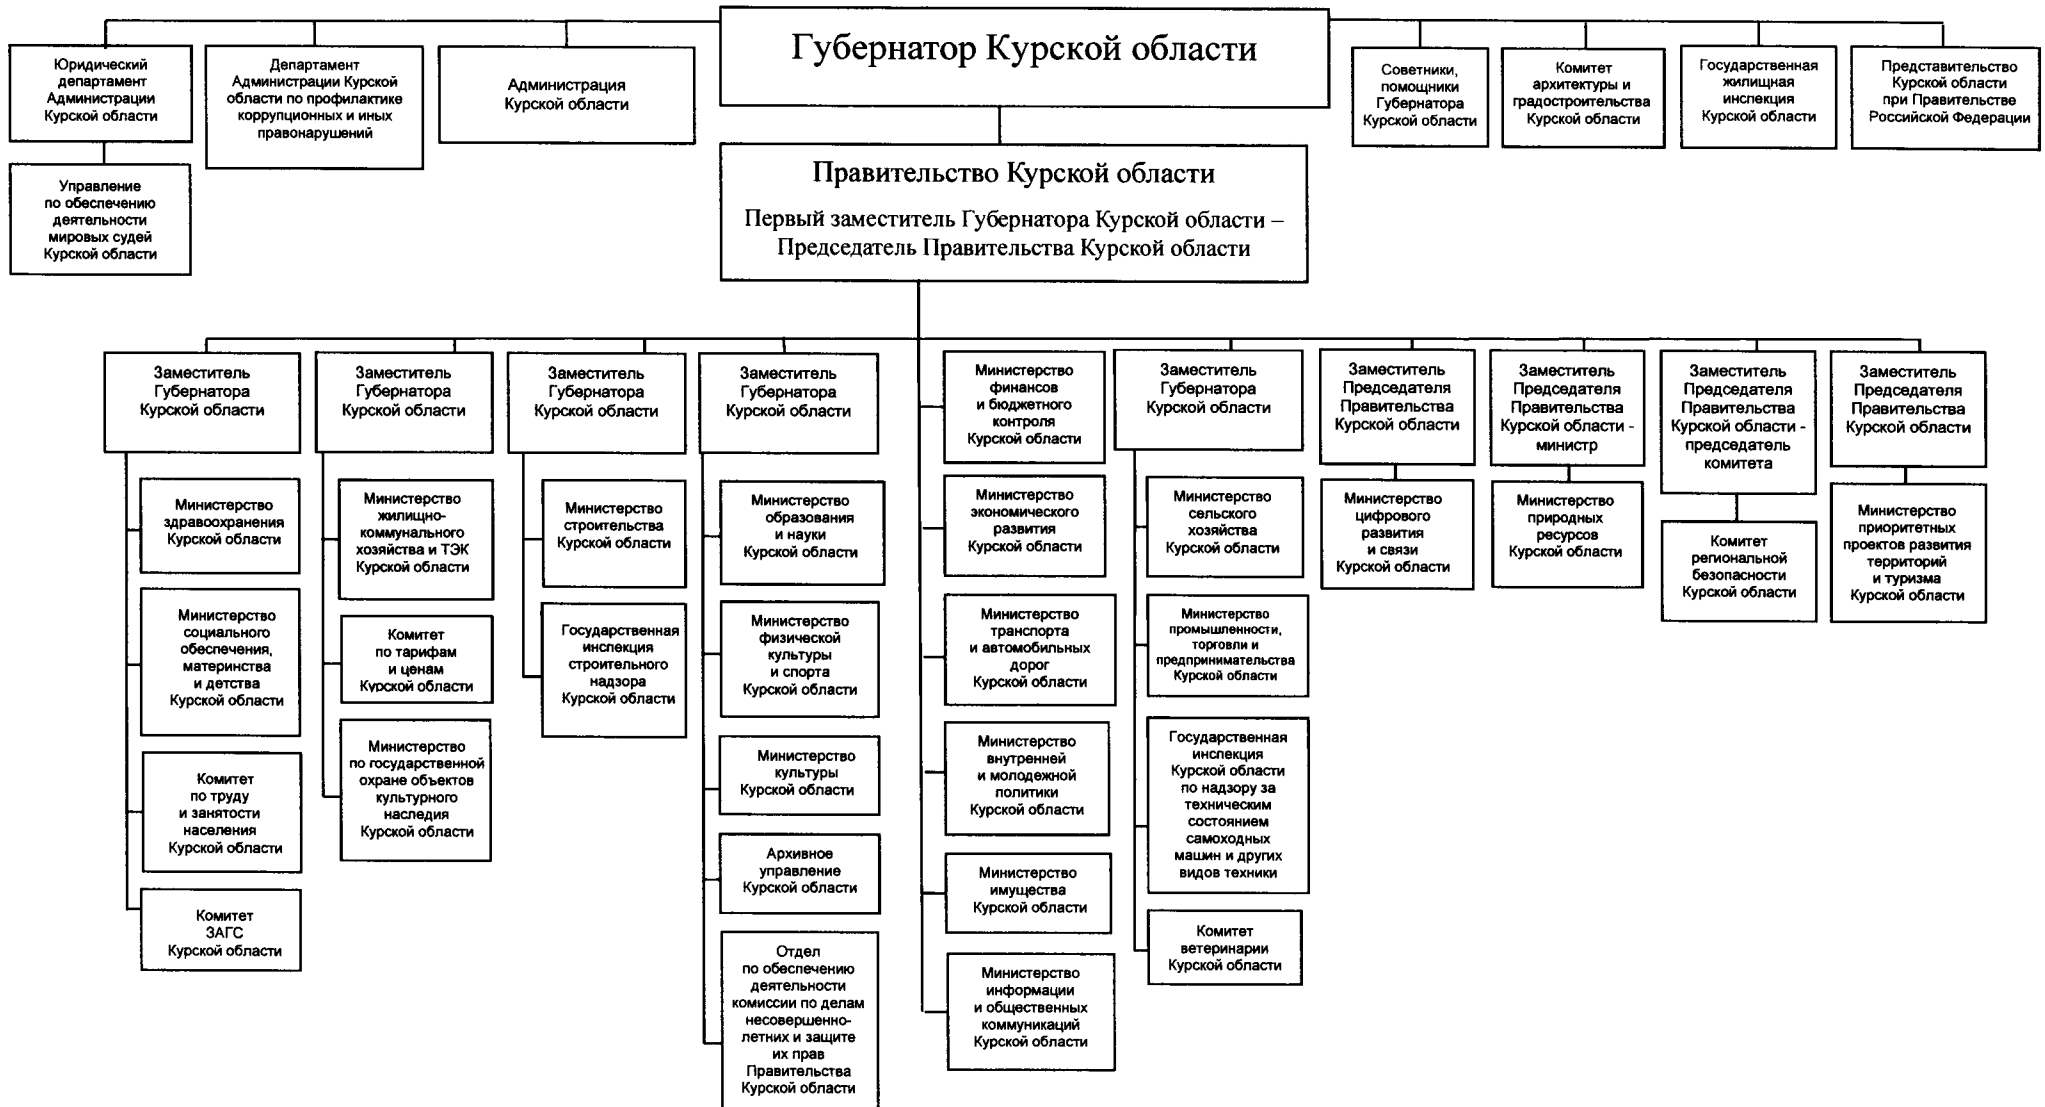 Губернатор Курской области
Юридический
департамент
Администрации
Курской области
Департамент
Администрации Курской
области по профилактике
коррупционных и иных
правонарушений
Администрация
Курской области
Советники,
помощники
Губернатора
Курской области
Комитет
архитектуры и
градостроительства
Курской области
Государственная
жилищная
инспекция
Курской области
Представительство
Курской области
при Правительстве
Российской Федерации
Управление
по обеспечению
деятельности
мировых судей
Курской области
Правительство Курской области
Первый заместитель Губернатора Курской области –
Председатель Правительства Курской области
Заместитель
Губернатора
Курской области
Министерство
здравоохранения
Курской области
Министерство
социального
обеспечения,
материнства
и детства
Курской области
Комитет
по труду
и занятости
населения
Курской области
Комитет
ЗАГС
Курской области
Заместитель
Губернатора
Курской области
Министерство
жилищно-
коммунального
хозяйства и ТЭК
Курской области
Комитет
по тарифам
и ценам
Курской области
Министерство
по государственной
охране объектов
культурного
наследия
Курской области
Заместитель
Губернатора
Курской области
Министерство
строительства
Курской области
Государственная
инспекция
строительного
надзора
Курской области
Заместитель
Губернатора
Курской области
Министерство
образования
и науки
Курской области
Министерство
физической
культуры
и спорта
Курской области
Министерство
культуры
Курской области
Архивное
управление
Курской области
Отдел
по обеспечению
деятельности
комиссии по делам
несовершенно-
летних и защите
их прав
Правительства
Курской области
Министерство
финансов
и бюджетного
контроля
Курской области
Министерство
экономического
развития
Курской области
Министерство
транспорта
и автомобильных
дорог
Курской области
Министерство
внутренней
и молодежной
политики
Курской области
Министерство
имущества
Курской области
Министерство
информации
и общественных
коммуникаций
Курской области
Заместитель
Губернатора
Курской области
Министерство
сельского
хозяйства
Курской области
Министерство
промышленности,
торговли и
предпринимательства
Курской области
Государственная
инспекция
Курской области
по надзору за
техническим
состоянием
самоходных
машин и других
видов техники
Комитет
ветеринарии
Курской области
Заместитель
Председателя
Правительства
Курской области
Министерство
цифрового
развития
и связи
Курской области
Заместитель
Председателя
Правительства
Курской области -
министр
Министерство
природных
ресурсов
Курской области
Заместитель
Председателя
Правительства
Курской области -
председатель
комитета
Комитет
региональной
безопасности
Курской области
Заместитель
Председателя
Правительства
Курской области
Министерство
приоритетных
проектов развития
территорий
и туризма
Курской области